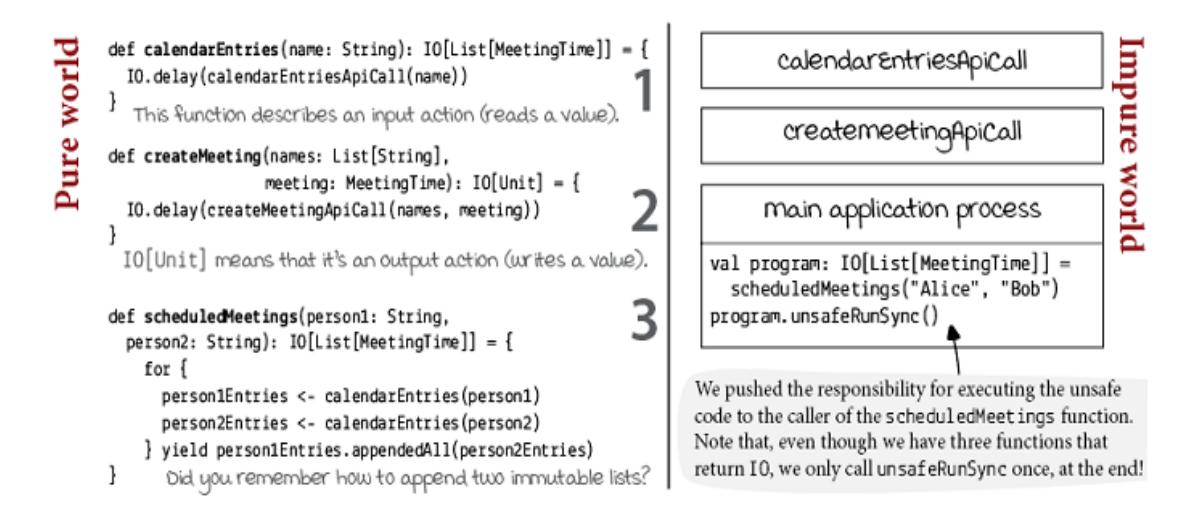 Pure world
def calendarEntries(name: String): IO[List[MeetingTime]] = {
IO.delay(calendarEntriesApiCall(name))
}
1
This function describes an input action (reads a value).
def createMeeting(names: List[String],
meeting: MeetingTime): IO[Unit] = {
IO.delay(createMeetingApiCall(names, meeting))
}
2
IO[Unit] means that it's an output action (writes a value).
def scheduledMeetings(person1: String,
person2: String): IO[List[MeetingTime]] = {
for {
person1Entries <- calendarEntries(person1)
person2Entries <- calendarEntries(person2)
} yield person1Entries.appendedAll(person2Entries)
}
3
Did you remember how to append two immutable lists?
Impure world
calendarEntriesApiCall
createmeetingApiCall
main application process
val program: IO[List[MeetingTime]] =
scheduledMeetings("Alice", "Bob")
program.unsafeRunSync()
We pushed the responsibility for executing the unsafe
code to the caller of the scheduledMeetings function.
Note that, even though we have three functions that
return IO, we only call unsafeRunSync once, at the end!